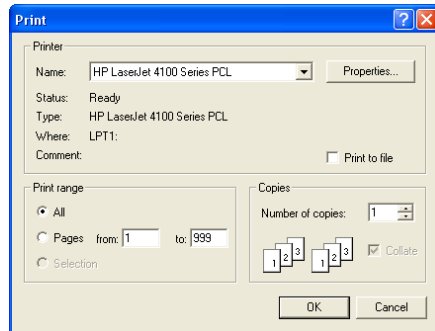 Print
Printer
Name: HP LaserJet 4100 Series PCL Properties...
Status: Ready
Type: HP LaserJet 4100 Series PCL
Where: LPT1:
Comment: Print to file
Print range
All
Pages from: 1 to: 999
Selection
Copies
Number of copies: 1
1 2 3 1 2 3 Collate
OK Cancel